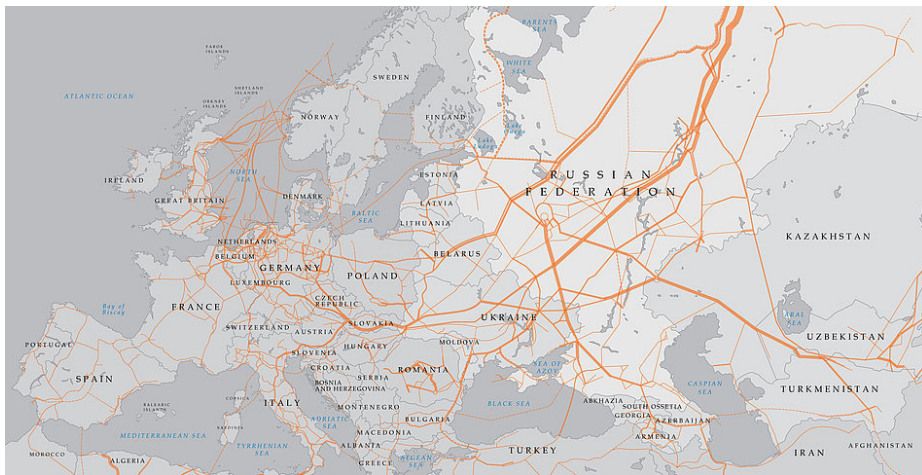 BARENTS
SEA
FAROE
ISLANDS
WHITE
SEA
SWEDEN
SHETLAND
ISLANDS
ATLANTIC OCEAN
ORKNEY
ISLANDS
NORWAY
FINLAND
Lake
Onega
Lake
Ladoga
NORTH
SEA
IRELAND
ESTONIA
RUSSIAN
FEDERATION
GREAT BRITAIN
DENMARK
LATVIA
BALTIC
SEA
LITHUANIA
KAZAKHSTAN
NETHERLANDS
BELGIUM
BELARUS
GERMANY
POLAND
LUXEMBOURG
CZECH
REPUBLIC
Bay of
Biscay
FRANCE
ARAL
SEA
UKRAINE
SLOVAKIA
SWITZERLAND
AUSTRIA
UZBEKISTAN
MOLDOVA
PORTUGAL
HUNGARY
SLOVENIA
SEA OF
AZOV
CROATIA
ROMANIA
SPAIN
SERBIA
BOSNIA
AND HERZEGOVINA
CASPIAN
SEA
TURKMENISTAN
CORSICA
ITALY
ABKHAZIA
BLACK SEA
BALEARIC
ISLANDS
MONTENEGRO
SOUTH OSSETIA
GEORGIA
ADRIATIC
SEA
BULGARIA
AZERBAIJAN
SARDINIA
MACEDONIA
MEDITERRANEAN SEA
ARMENIA
TYRRHENIAN
SEA
ALBANIA
AFGHANISTAN
TURKEY
IRAN
MOROCCO
AEGEAN
SEA
ALGERIA
GREECE